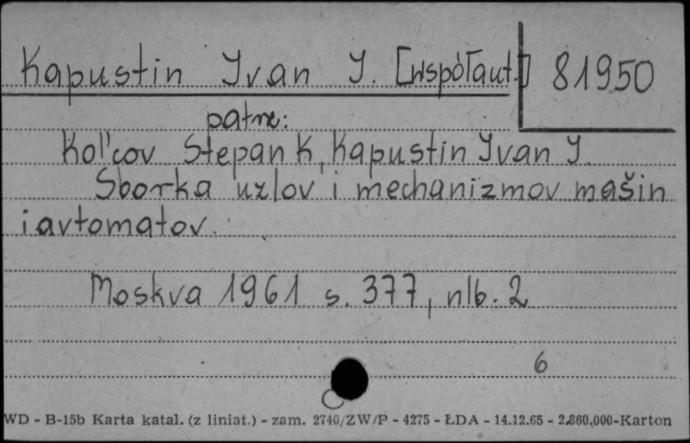 Kapustin Ivan I. [współaut.] 81950
patrz:
Kol'cov Stepan K, Kapustin Ivan I.
Sborka uzlov i mechanizmov mašin
i avtomatov.
Moskva 1961 s. 377, nlb. 2
6
WD - B-15b Karta katal. (z liniat.) - zam. 2740/ZW/P - 4275 - ŁDA - 14.12.65 - 2.860.000-Karton